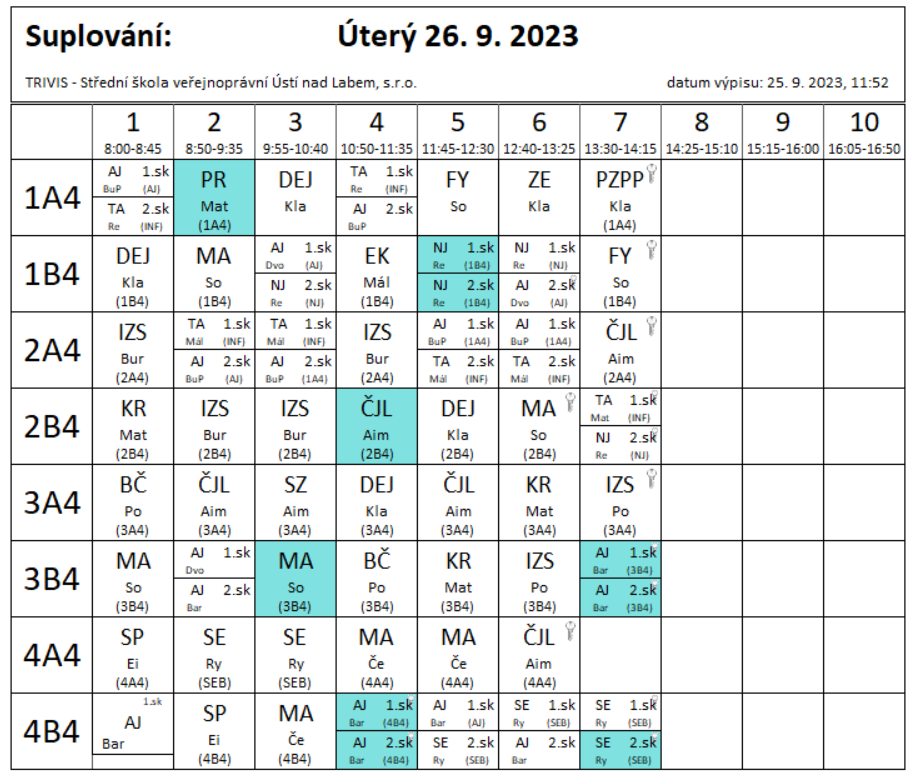 Suplování: Úterý 26. 9. 2023
TRIVIS - Střední škola veřejnoprávní Ústí nad Labem, s.r.o. datum výpisu: 25. 9. 2023, 11:52
1 2 3 4 5 6 7 8 9 10
8:00-8:45 8:50-9:35 9:55-10:40 10:50-11:35 11:45-12:30 12:40-13:25 13:30-14:15 14:25-15:10 15:15-16:00 16:05-16:50
1A4
AJ 1.sk
BuP (AJ)
TA 2.sk
Re (INF)
PR
Mat
(1A4)
DEJ
Kla
TA 1.sk
Re (INF)
AJ 2.sk
BuP
FY
So
ZE
Kla
PZPP
Kla
(1A4)
1B4
DEJ
Kla
(1B4)
MA
So
(1B4)
AJ 1.sk
Dvo (AJ)
NJ 2.sk
Re (NJ)
EK
Mál
(1B4)
NJ 1.sk
Re (1B4)
NJ 2.sk
Re (1B4)
NJ 1.sk
Re (NJ)
AJ 2.sk
Dvo (AJ)
FY
So
(1B4)
2A4
IZS
Bur
(2A4)
TA 1.sk
Mál (INF)
AJ 2.sk
BuP (AJ)
TA 1.sk
Mál (INF)
AJ 2.sk
BuP (1A4)
IZS
Bur
(2A4)
AJ 1.sk
BuP (1A4)
TA 2.sk
Mál (INF)
AJ 1.sk
BuP (1A4)
TA 2.sk
Mál (INF)
ČJL
Aim
(2A4)
2B4
KR
Mat
(2B4)
IZS
Bur
(2B4)
IZS
Bur
(2B4)
ČJL
Aim
(2B4)
DEJ
Kla
(2B4)
MA
So
(2B4)
TA 1.sk
Mat (INF)
NJ 2.sk
Re (NJ)
3A4
BČ
Po
(3A4)
ČJL
Aim
(3A4)
SZ
Aim
(3A4)
DEJ
Kla
(3A4)
ČJL
Aim
(3A4)
KR
Mat
(3A4)
IZS
Po
(3A4)
3B4
MA
So
(3B4)
AJ 1.sk
Dvo
AJ 2.sk
Bar
MA
So
(3B4)
BČ
Po
(3B4)
KR
Mat
(3B4)
IZS
Po
(3B4)
AJ 1.sk
Bar (3B4)
AJ 2.sk
Bar (3B4)
4A4
SP
Ei
(4A4)
SE
Ry
(SEB)
SE
Ry
(SEB)
MA
Če
(4A4)
MA
Če
(4A4)
ČJL
Aim
(4A4)
4B4
1.sk
AJ
Bar
SP
Ei
(4B4)
MA
Če
(4B4)
AJ 1.sk
Bar (4B4)
AJ 2.sk
Bar (4B4)
AJ 1.sk
Bar (AJ)
SE 2.sk
Ry (SEB)
SE 1.sk
Ry (SEB)
AJ 2.sk
Bar
SE 1.sk
Ry (SEB)
SE 2.sk
Ry (SEB)